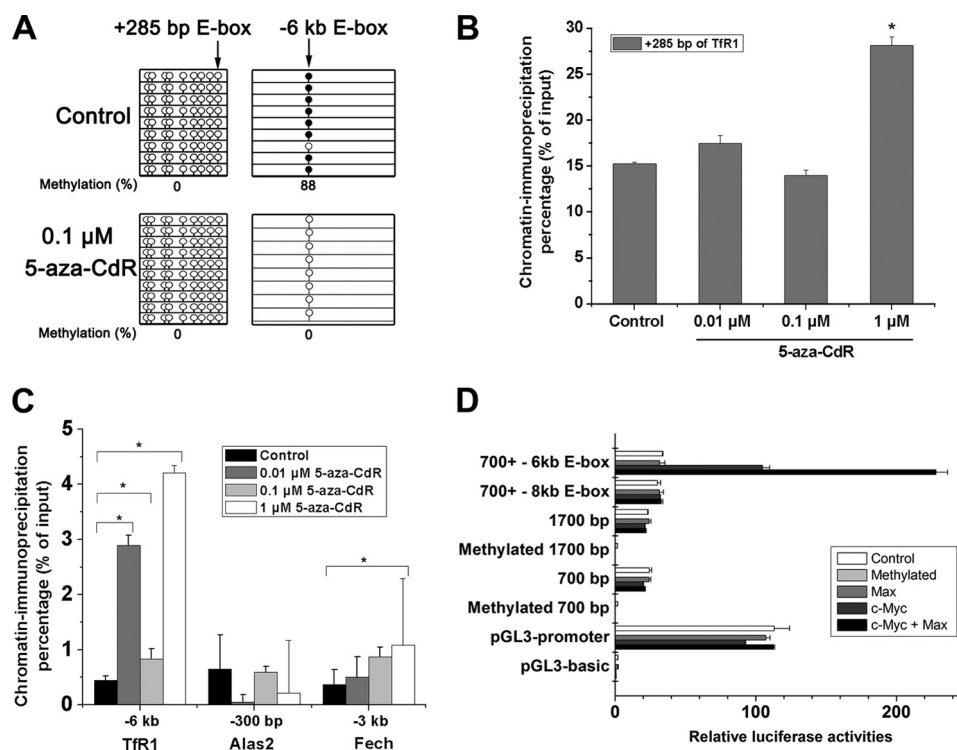 A
+285 bp E-box
-6 kb E-box
Control
Methylation (%)
0
88
0.1 µM
5-aza-CdR
Methylation (%)
0
0
B
Chromatin-immunoprecipitation
percentage (% of input)
30
25
20
15
10
5
0
+285 bp of TfR1
*
Control
0.01 µM
0.1 µM
1 µM
5-aza-CdR
C
Chromatin-immunoprecipitation
percentage (% of input)
5
4
3
2
1
0
*
*
*
*
Control
0.01 µM 5-aza-CdR
0.1 µM 5-aza-CdR
1 µM 5-aza-CdR
-6 kb
-300 bp
-3 kb
TfR1
Alas2
Fech
D
700+ - 6kb E-box
700+ - 8kb E-box
1700 bp
Methylated 1700 bp
700 bp
Methylated 700 bp
pGL3-promoter
pGL3-basic
Control
Methylated
Max
c-Myc
c-Myc + Max
0
100
200
Relative luciferase activities